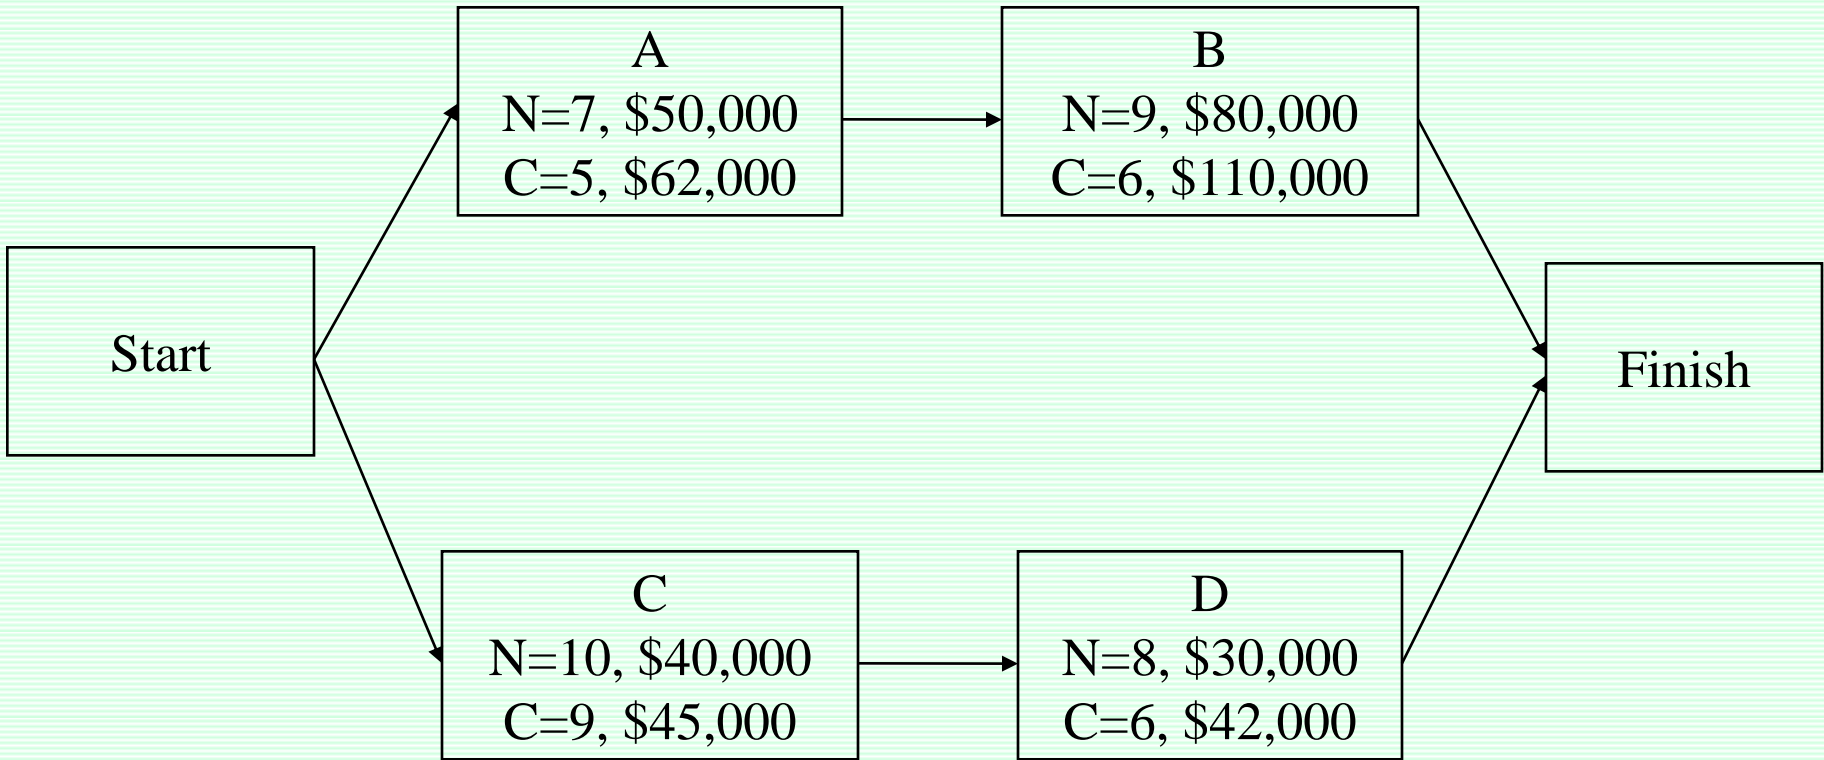 A
N=7, $50,000
C=5, $62,000
B
N=9, $80,000
C=6, $110,000
Start
Finish
C
N=10, $40,000
C=9, $45,000
D
N=8, $30,000
C=6, $42,000